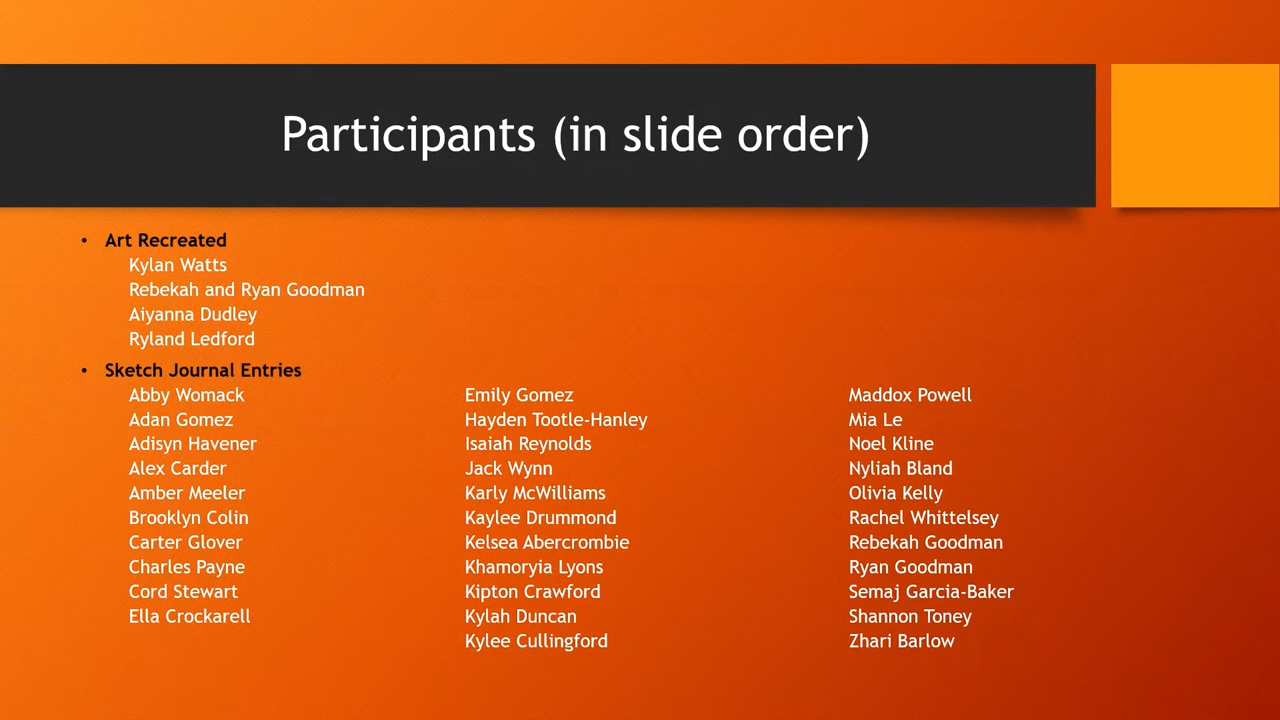 Participants (in slide order)
• Art Recreated
Kylan Watts
Rebekah and Ryan Goodman
Aiyanna Dudley
Ryland Ledford
• Sketch Journal Entries
Abby Womack
Adan Gomez
Adisyn Havener
Alex Carder
Amber Meeler
Brooklyn Colin
Carter Glover
Charles Payne
Cord Stewart
Ella Crockarell
Emily Gomez
Hayden Tootle-Hanley
Isaiah Reynolds
Jack Wynn
Karly McWilliams
Kaylee Drummond
Kelsea Abercrombie
Khamoryia Lyons
Kipton Crawford
Kylah Duncan
Kylee Cullingford
Maddox Powell
Mia Le
Noel Kline
Nyliah Bland
Olivia Kelly
Rachel Whittelsey
Rebekah Goodman
Ryan Goodman
Semaj Garcia-Baker
Shannon Toney
Zhari Barlow